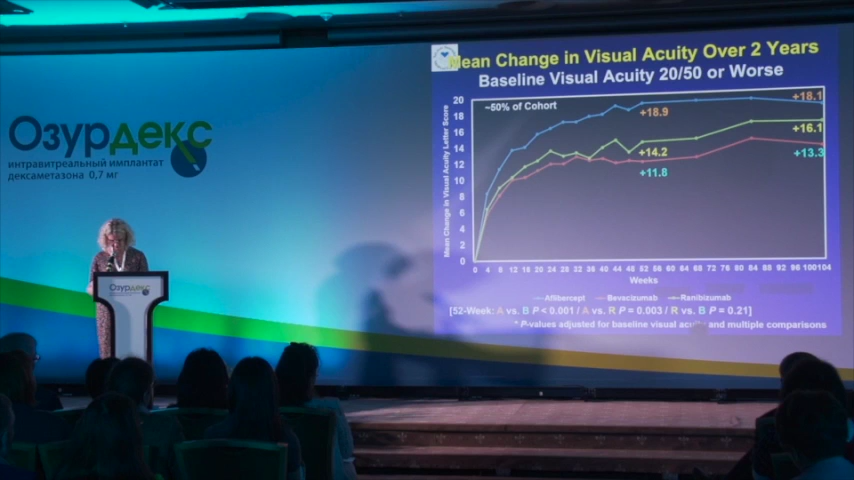 Озурдекс
интравитреальный имплантат
дексаметазона 0,7 мг
Озурдекс
Mean Change in Visual Acuity Over 2 Years
Baseline Visual Acuity 20/50 or Worse
~50% of Cohort
Mean Change in Visual Acuity Letter Score
20
18
16
14
12
10
8
6
4
2
0
+18.9
+14.2
+11.8
+18.1
+16.1
+13.3
0 4 8 12 16 20 24 28 32 36 40 44 48 52 56 60 64 68 72 76 80 84 88 92 96 100 104
Weeks
Aflibercept Bevacizumab Ranibizumab
[52-Week: A vs. B P < 0.001 / A vs. R P = 0.003 / R vs. B P = 0.21]
* P-values adjusted for baseline visual acuity and multiple comparisons